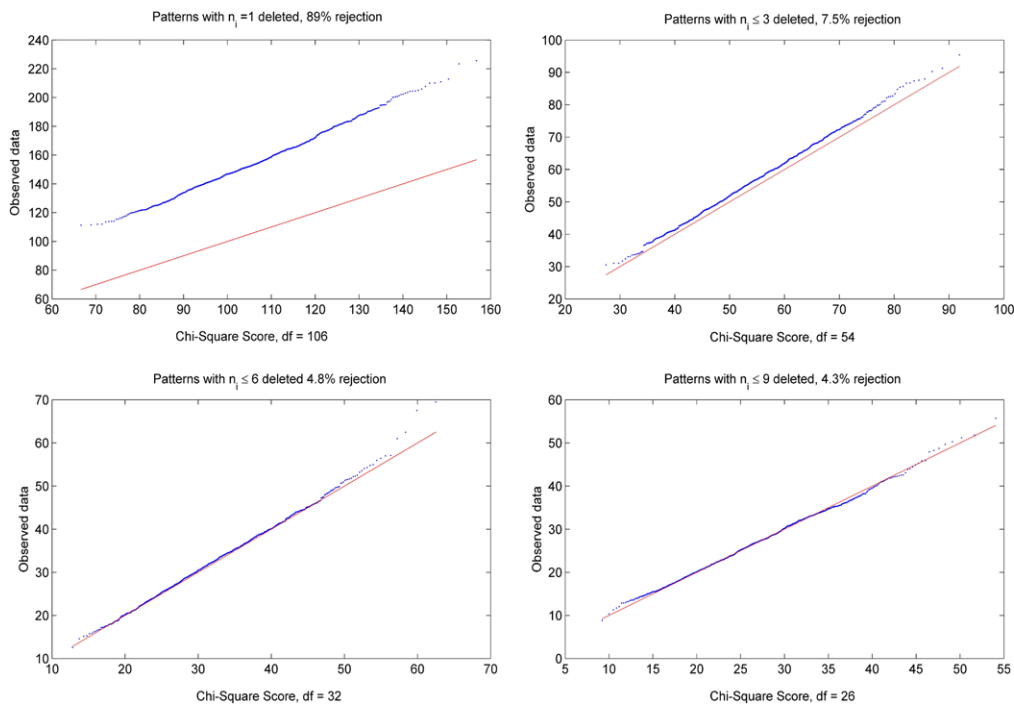 Patterns with n_i =1 deleted, 89% rejection
240
220
200
180
160
140
120
100
80
60
Observed data
60 70 80 90 100 110 120 130 140 150 160
Chi-Square Score, df = 106
Patterns with n_i ≤ 3 deleted, 7.5% rejection
100
90
80
70
60
50
40
30
20
Observed data
20 30 40 50 60 70 80 90 100
Chi-Square Score, df = 54
Patterns with n_i ≤ 6 deleted 4.8% rejection
70
60
50
40
30
20
10
Observed data
10 20 30 40 50 60 70
Chi-Square Score, df = 32
Patterns with n_i ≤ 9 deleted, 4.3% rejection
60
50
40
30
20
10
0
Observed data
5 10 15 20 25 30 35 40 45 50 55
Chi-Square Score, df = 26